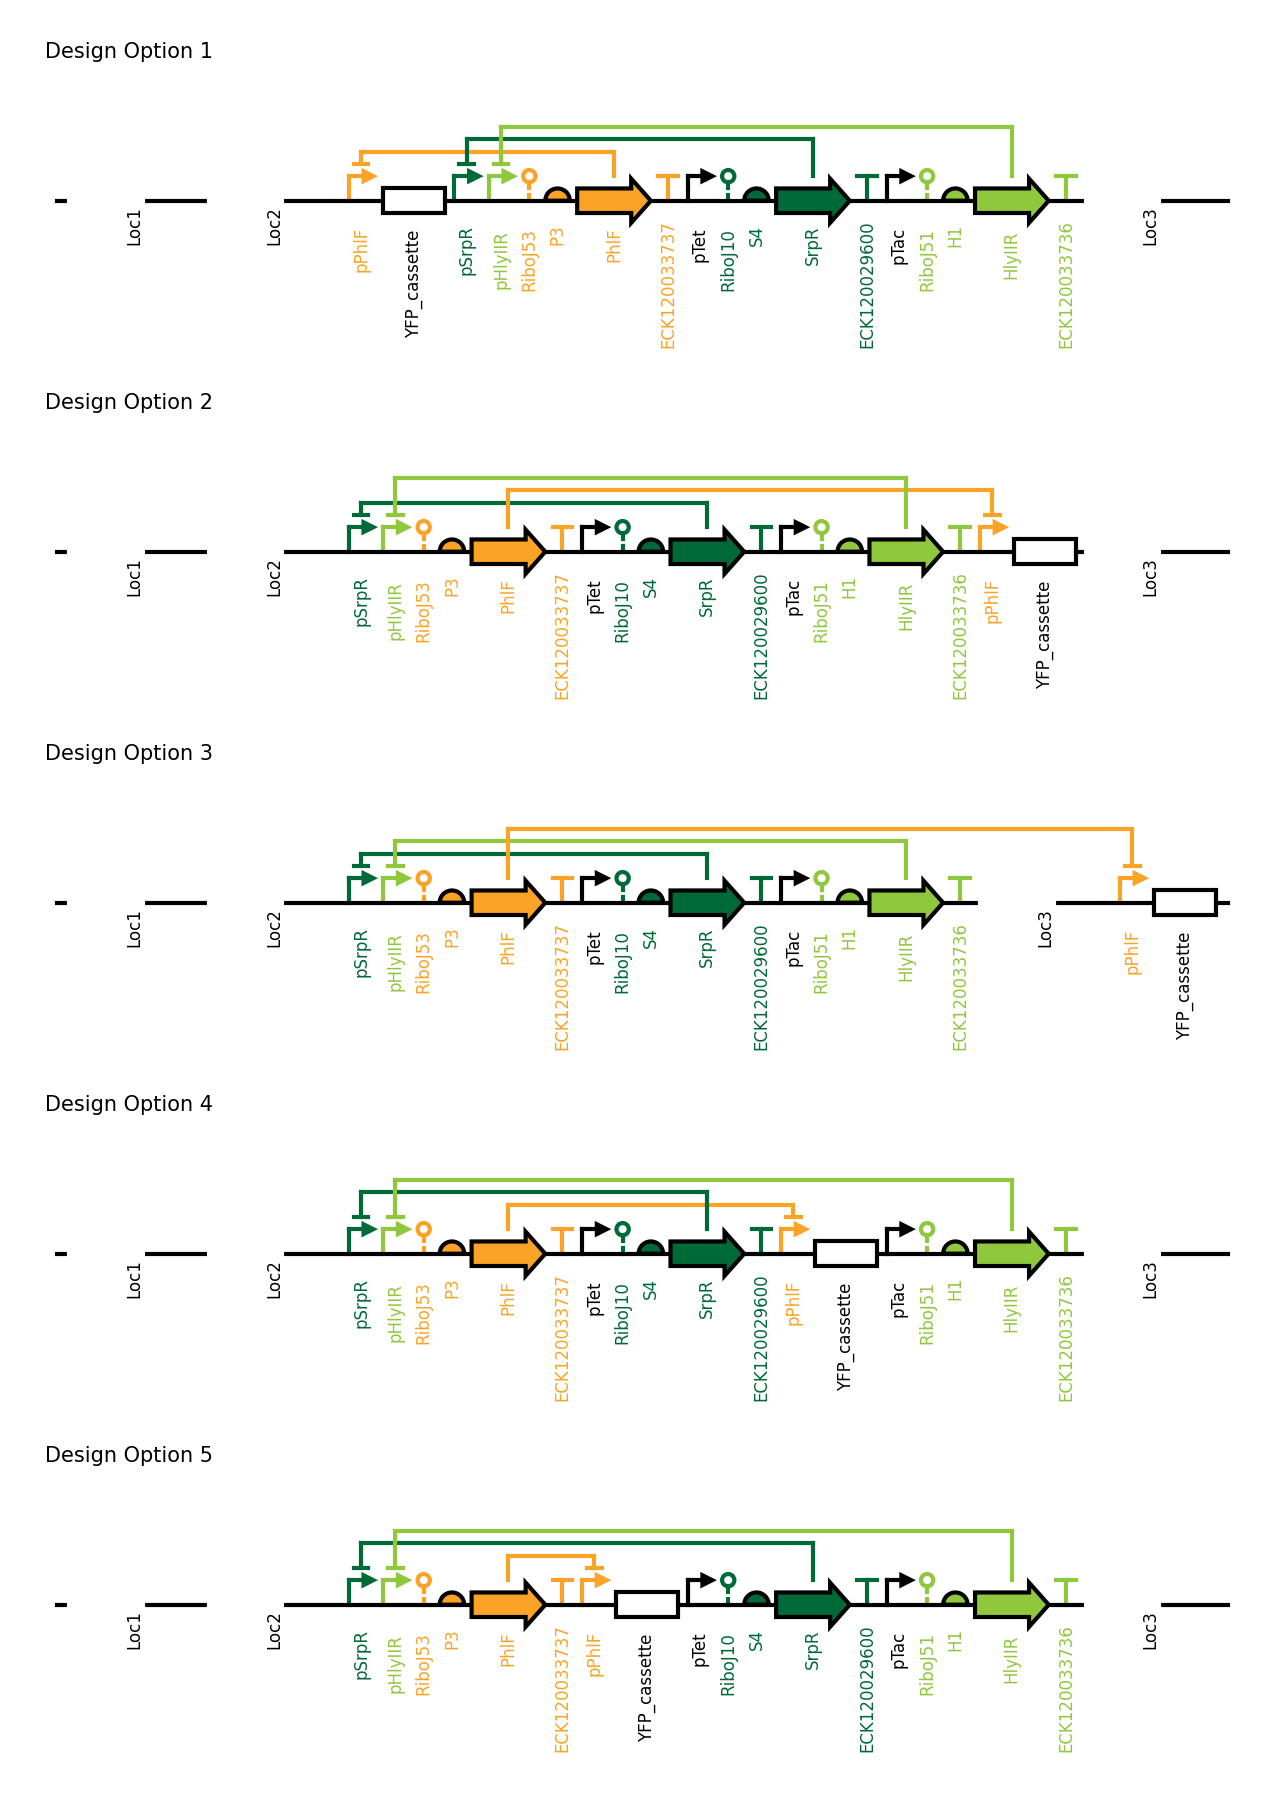 Design Option 1
Loc1
Loc2
Loc3
pPhlF
YFP_cassette
pSrpR
pHlyIIR
RiboJ53
P3
PhlF
ECK120033737
pTet
RiboJ10
S4
SrpR
ECK120029600
pTac
RiboJ51
H1
HlyIIR
ECK120033736
Design Option 2
Loc1
Loc2
Loc3
pSrpR
pHlyIIR
RiboJ53
P3
PhlF
ECK120033737
pTet
RiboJ10
S4
SrpR
ECK120029600
pTac
RiboJ51
H1
HlyIIR
ECK120033736
pPhlF
YFP_cassette
Design Option 3
Loc1
Loc2
pSrpR
pHlyIIR
RiboJ53
P3
PhlF
ECK120033737
pTet
RiboJ10
S4
SrpR
ECK120029600
pTac
RiboJ51
H1
HlyIIR
ECK120033736
Loc3
pPhlF
YFP_cassette
Design Option 4
Loc1
Loc2
Loc3
pSrpR
pHlyIIR
RiboJ53
P3
PhlF
ECK120033737
pTet
RiboJ10
S4
SrpR
ECK120029600
pPhlF
YFP_cassette
pTac
RiboJ51
H1
HlyIIR
ECK120033736
Design Option 5
Loc1
Loc2
Loc3
pSrpR
pHlyIIR
RiboJ53
P3
PhlF
ECK120033737
pPhlF
YFP_cassette
pTet
RiboJ10
S4
SrpR
ECK120029600
pTac
RiboJ51
H1
HlyIIR
ECK120033736